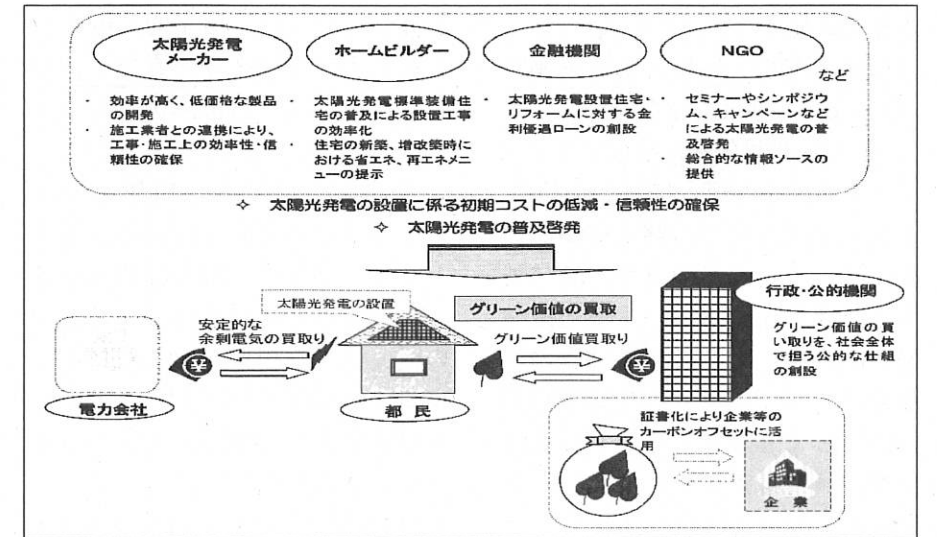 太陽光発電
メーカー
ホームビルダー
金融機関
NGO
など
・ 効率が高く、低価格な製品
の開発
・ 施工業者との連携により、
工事・施工上の効率性・信
頼性の確保
・ 太陽光発電標準装備住
宅の普及による設置工事
の効率化
・ 住宅の新築、増改築時に
おける省エネ、再エネメニ
ューの提示
・ 太陽光発電設置住宅・
リフォームに対する金
利優遇ローンの創設
・ セミナーやシンポジウ
ム、キャンペーンなど
による太陽光発電の普
及啓発
・ 総合的な情報ソースの
提供
✧ 太陽光発電の設置に係る初期コストの低減・信頼性の確保
✧ 太陽光発電の普及啓発
太陽光発電の設置
グリーン価値の買取
行政・公的機関
安定的な
余剰電気の買取り
グリーン価値買取り
グリーン価値の買
い取りを、社会全体
で担う公的な仕組
の創設
¥
¥
電力会社
都民
証書化により企業等の
カーボンオフセットに活
用
企業